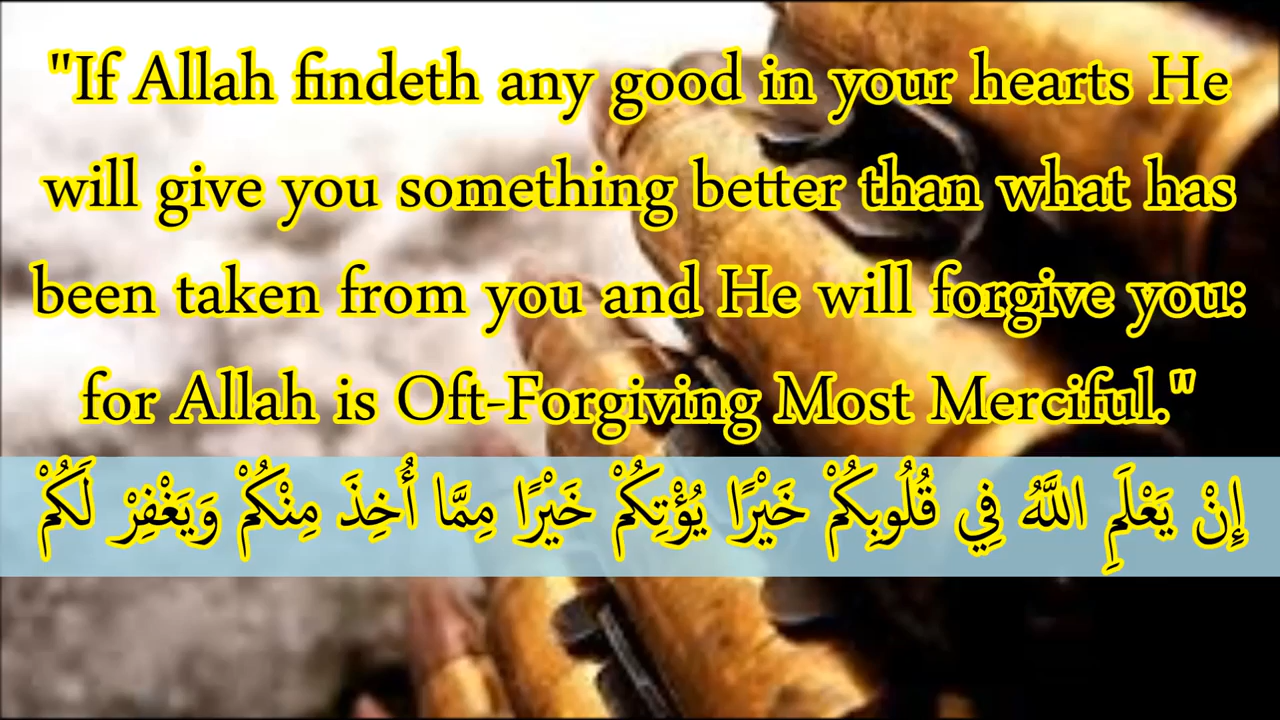 "If Allah findeth any good in your hearts He
will give you something better than what has
been taken from you and He will forgive you:
for Allah is Oft-Forgiving Most Merciful."
إِنْ يَعْلَمِ اللَّهُ فِي قُلُوبِكُمْ خَيْرًا يُؤْتِكُمْ خَيْرًا مِمَّا أُخِذَ مِنْكُمْ وَيَغْفِرْ لَكُمْ